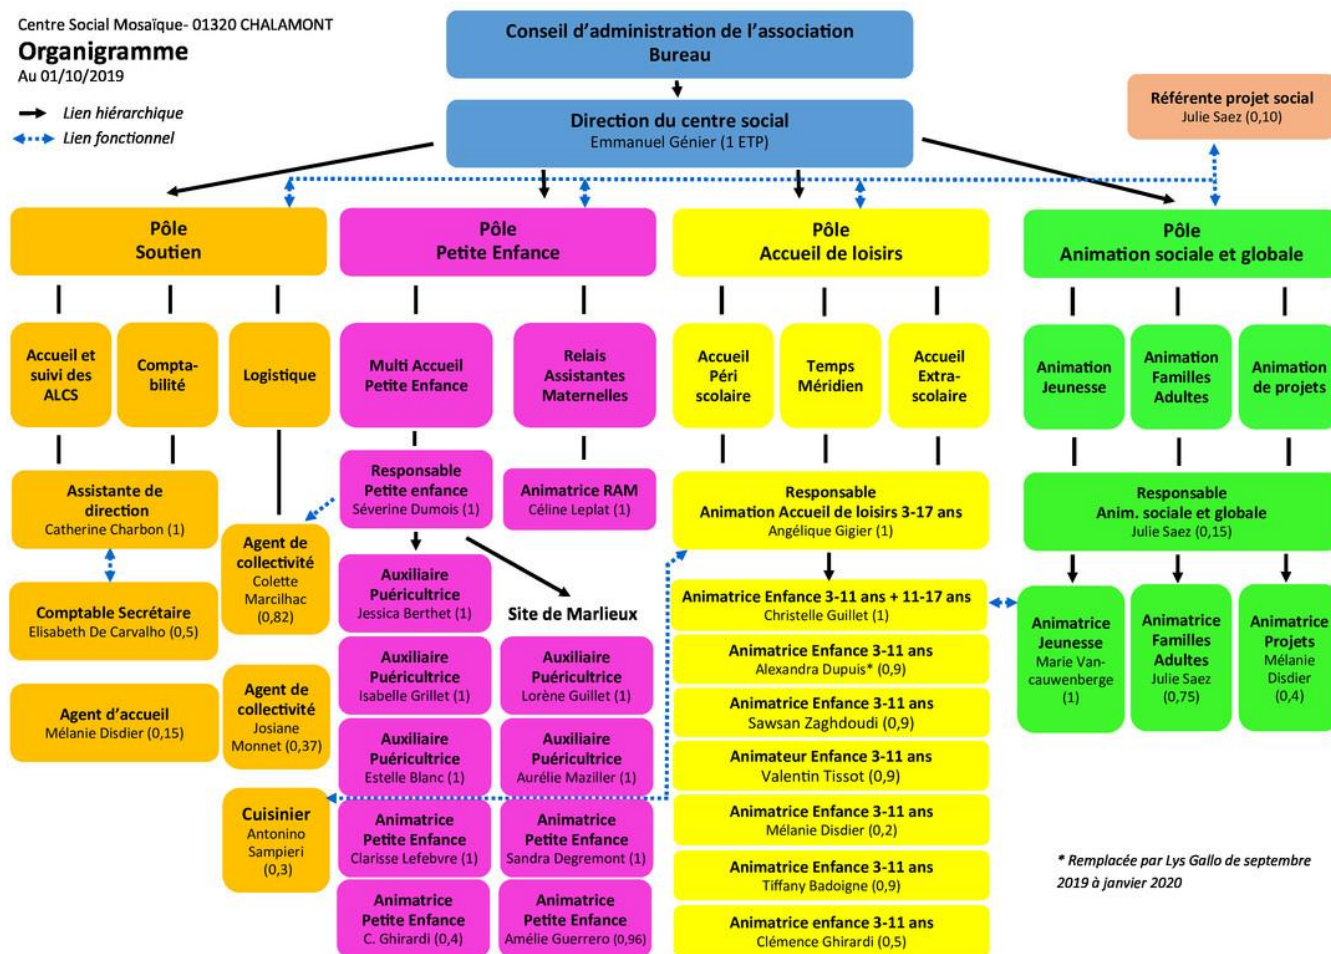 Centre Social Mosaïque- 01320 CHALAMONT
Organigramme
Au 01/10/2019
Lien hiérarchique
Lien fonctionnel
Conseil d’administration de l’association
Bureau
Direction du centre social
Emmanuel Génier (1 ETP)
Référente projet social
Julie Saez (0,10)
Pôle
Soutien
Pôle
Petite Enfance
Pôle
Accueil de loisirs
Pôle
Animation sociale et globale
Accueil et
suivi des
ALCS
Compta-
bilité
Logistique
Multi Accueil
Petite Enfance
Relais
Assistantes
Maternelles
Accueil
Péri
scolaire
Temps
Méridien
Accueil
Extra-
scolaire
Animation
Jeunesse
Animation
Familles
Adultes
Animation
de projets
Assistante de
direction
Catherine Charbon (1)
Comptable Secrétaire
Elisabeth De Carvalho (0,5)
Agent d’accueil
Mélanie Disdier (0,15)
Agent de
collectivité
Colette
Marcilhac
(0,82)
Agent de
collectivité
Josiane
Monnet (0,37)
Cuisinier
Antonino
Sampieri
(0,3)
Responsable
Petite enfance
Séverine Dumois (1)
Auxiliaire
Puéricultrice
Jessica Berthet (1)
Auxiliaire
Puéricultrice
Isabelle Grillet (1)
Auxiliaire
Puéricultrice
Estelle Blanc (1)
Animatrice
Petite Enfance
Clarisse Lefebvre (1)
Animatrice
Petite Enfance
C. Ghirardi (0,4)
Animatrice RAM
Céline Leplat (1)
Site de Marlieux
Auxiliaire
Puéricultrice
Lorène Guillet (1)
Auxiliaire
Puéricultrice
Aurélie Maziller (1)
Animatrice
Petite Enfance
Sandra Degremont (1)
Animatrice
Petite Enfance
Amélie Guerrero (0,96)
Responsable
Animation Accueil de loisirs 3-17 ans
Angélique Gigier (1)
Animatrice Enfance 3-11 ans + 11-17 ans
Christelle Guillet (1)
Animatrice Enfance 3-11 ans
Alexandra Dupuis* (0,9)
Animatrice Enfance 3-11 ans
Sawsan Zaghdoudi (0,9)
Animateur Enfance 3-11 ans
Valentin Tissot (0,9)
Animatrice Enfance 3-11 ans
Mélanie Disdier (0,2)
Animatrice Enfance 3-11 ans
Tiffany Badoigne (0,9)
Animatrice enfance 3-11 ans
Clémence Ghirardi (0,5)
Responsable
Anim. sociale et globale
Julie Saez (0,15)
Animatrice
Jeunesse
Marie Van-
cauwenberge
(1)
Animatrice
Familles
Adultes
Julie Saez
(0,75)
Animatrice
Projets
Mélanie
Disdier
(0,4)
* Remplacée par Lys Gallo de septembre
2019 à janvier 2020